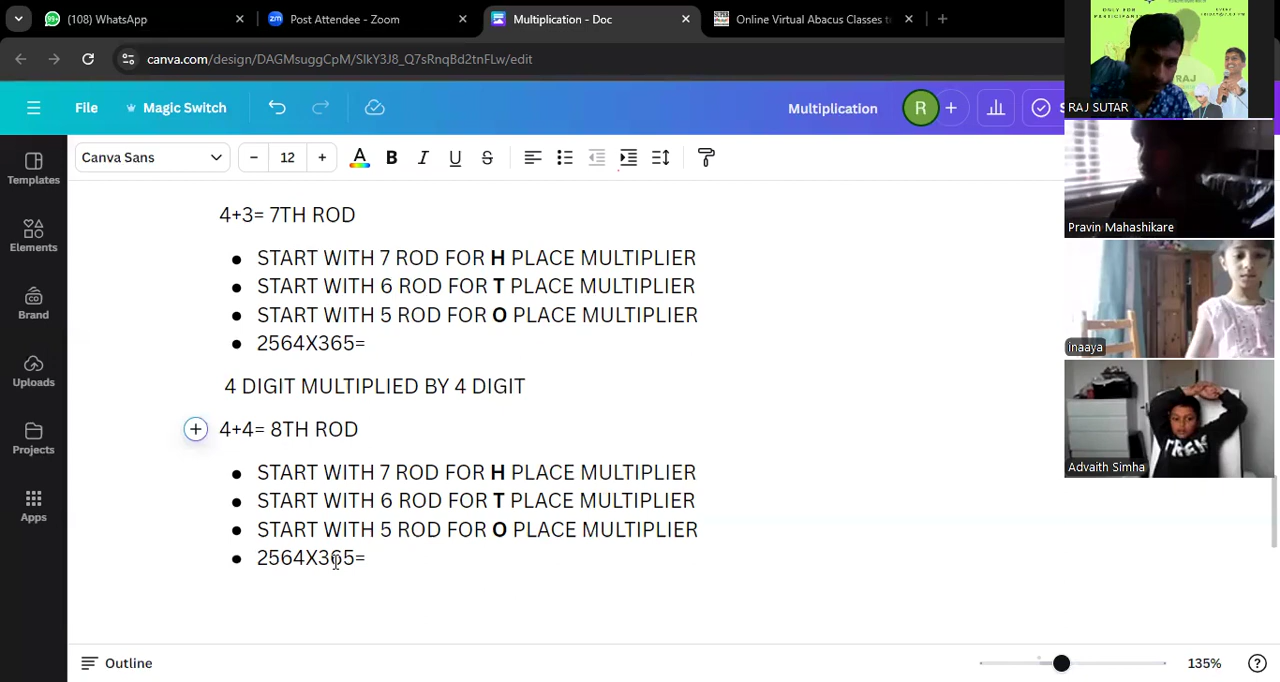 (108) WhatsApp
Post Attendee - Zoom
Multiplication - Doc
Online Virtual Abacus Classes t
canva.com/design/DAGMsuggCpM/SIkY3J8_Q7sRnqBd2tnFLw/edit
File
Magic Switch
Multiplication
R
Canva Sans
12
A
B
I
U
S
Templates
Elements
Brand
Uploads
Projects
Apps
4+3= 7TH ROD
START WITH 7 ROD FOR H PLACE MULTIPLIER
START WITH 6 ROD FOR T PLACE MULTIPLIER
START WITH 5 ROD FOR O PLACE MULTIPLIER
2564X365=
4 DIGIT MULTIPLIED BY 4 DIGIT
4+4= 8TH ROD
START WITH 7 ROD FOR H PLACE MULTIPLIER
START WITH 6 ROD FOR T PLACE MULTIPLIER
START WITH 5 ROD FOR O PLACE MULTIPLIER
2564X365=
Outline
135%
ONLY FOR
RAJ
RAJ SUTAR
Pravin Mahashikare
inaaya
TREK
Advaith Simha